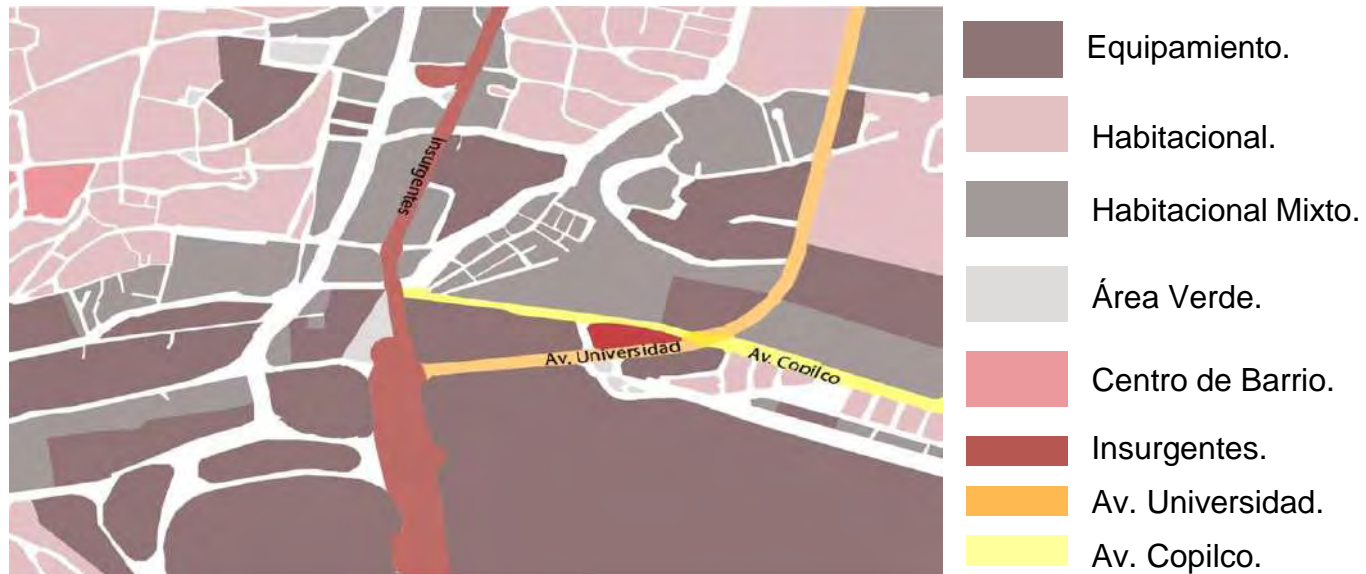 Insurgentes
Av. Universidad
Av. Copilco
Equipamiento.
Habitacional.
Habitacional Mixto.
Área Verde.
Centro de Barrio.
Insurgentes.
Av. Universidad.
Av. Copilco.